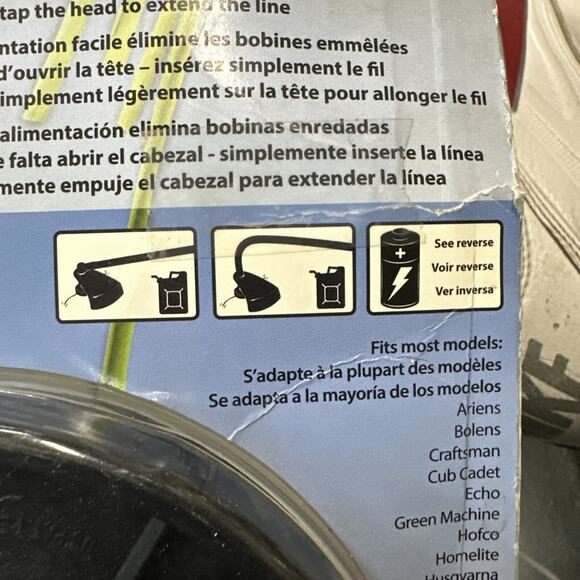 tap the head to extend the line
ntation facile élimine les bobines emmêlées
d'ouvrir la tête – insérez simplement le fil
implement légèrement sur la tête pour allonger le fil
alimentación elimina bobinas enredadas
e falta abrir el cabezal - simplemente inserte la línea
mente empuje el cabezal para extender la línea
+
See reverse
Voir reverse
Ver inversa
Fits most models:
S'adapte à la plupart des modèles
Se adapta a la mayoría de los modelos
Ariens
Bolens
Craftsman
Cub Cadet
Echo
Green Machine
Hofco
Homelite
Husqvarna